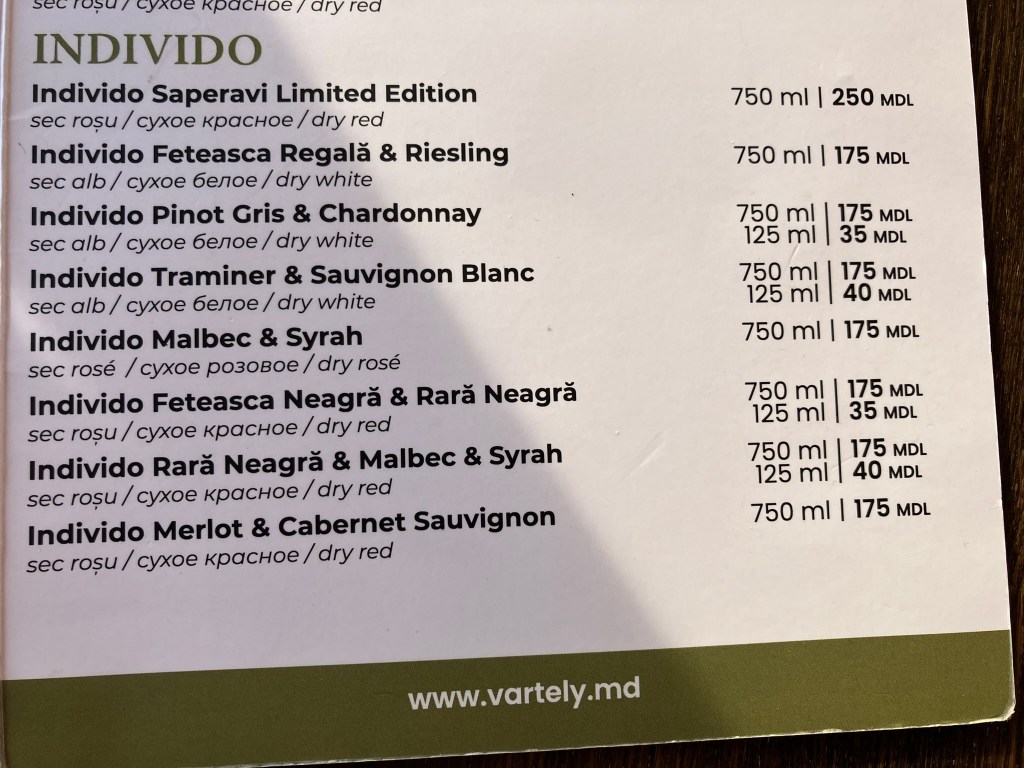 sec roșu / сухое красное / dry red
INDIVIDO
Individo Saperavi Limited Edition 750 ml | 250 MDL
sec roșu / сухое красное / dry red
Individo Feteasca Regală & Riesling 750 ml | 175 MDL
sec alb / сухое белое / dry white
Individo Pinot Gris & Chardonnay 750 ml | 175 MDL
sec alb / сухое белое / dry white 125 ml | 35 MDL
Individo Traminer & Sauvignon Blanc 750 ml | 175 MDL
sec alb / сухое белое / dry white 125 ml | 40 MDL
Individo Malbec & Syrah 750 ml | 175 MDL
sec rosé / сухое розовое / dry rosé
Individo Feteasca Neagră & Rară Neagră 750 ml | 175 MDL
sec roșu / сухое красное / dry red 125 ml | 35 MDL
Individo Rară Neagră & Malbec & Syrah 750 ml | 175 MDL
sec roșu / сухое красное / dry red 125 ml | 40 MDL
Individo Merlot & Cabernet Sauvignon 750 ml | 175 MDL
sec roșu / сухое красное / dry red
www.vartely.md